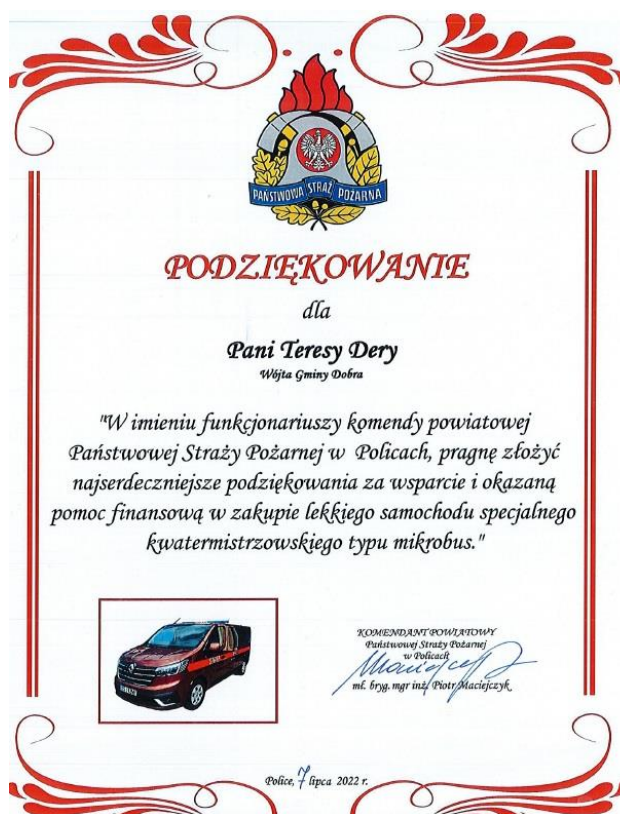 PAŃSTWOWA STRAŻ POŻARNA
PODZIĘKOWANIE
dla
Pani Teresy Dery
Wójta Gminy Dobra
"W imieniu funkcjonariuszy komendy powiatowej
Państwowej Straży Pożarnej w Policach, pragnę złożyć
najserdeczniejsze podziękowania za wsparcie i okazaną
pomoc finansową w zakupie lekkiego samochodu specjalnego
kwatermistrzowskiego typu mikrobus."
KOMENDANT POWIATOWY
Państwowej Straży Pożarnej
w Policach
mł. bryg. mgr inż. Piotr Maciejczyk
Police, 7 lipca 2022 r.